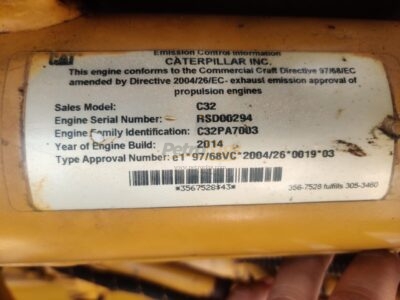 CAT
Emission Control Information
CATERPILLAR INC.
This engine conforms to the Commercial Craft Directive 97/68/EC
amended by Directive 2004/26/EC- exhaust emission approval of
propulsion engines
Sales Model: C32
Engine Serial Number: RSD00294
Engine Family Identification: C32PA7003
Year of Engine Build: 2014
Type Approval Number: e1*97/68VC*2004/26*0019*03
*3567528$43*
356-7528 fulfills 305-3460